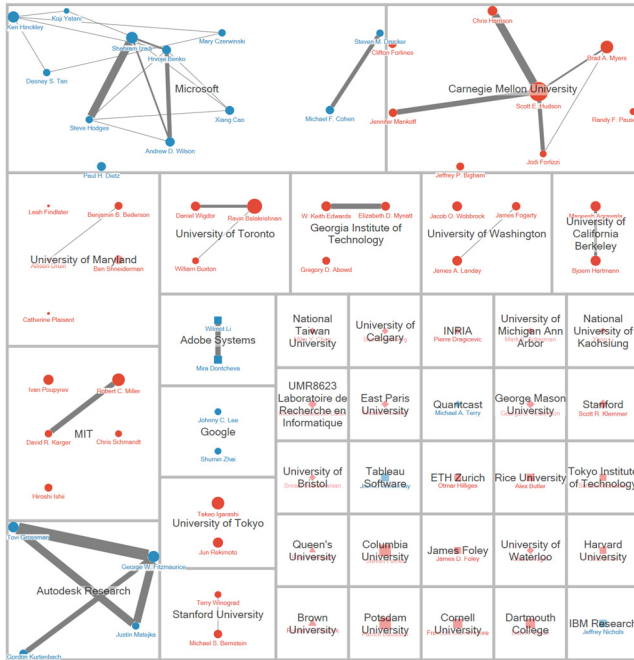 Ken Hinckley
Koji Yatani
Shahram Izadi
Mary Czerwinski
Hrvoje Benko
Desney S. Tan
Microsoft
Steve Hodges
Xiang Cao
Andrew D. Wilson
Paul H. Dietz
Steven M. Drucker
Michael F. Cohen
Clifton Forlines
Chris Harrison
Brad A. Myers
Carnegie Mellon University
Scott E. Hudson
Jennifer Mankoff
Randy F. Pausch
Jodi Forlizzi
Jeffrey P. Bigham
Leah Findlater
Benjamin B. Bederson
University of Maryland
Allison Druin
Ben Shneiderman
Catherine Plaisant
Daniel Wigdor
Ravin Balakrishnan
University of Toronto
William Buxton
W. Keith Edwards
Elizabeth D. Mynatt
Georgia Institute of
Technology
Gregory D. Abowd
Jacob O. Wobbrock
James Fogarty
University of Washington
James A. Landay
University of
California
Berkeley
Bjoern Hartmann
Wilmot Li
Adobe Systems
Mira Dontcheva
National
Taiwan
University
University of
Calgary
INRIA
Pierre Dragicevic
University of
Michigan Ann
Arbor
National
University of
Kaohsiung
Ivan Poupyrev
Robert C. Miller
David R. Karger
MIT
Chris Schmandt
Hiroshi Ishii
Johnny C. Lee
Google
Shumin Zhai
UMR8623
Laboratoire de
Recherche en
Informatique
East Paris
University
Quantcast
Michael A. Terry
George Mason
University
Stanford
Scott R. Klemmer
University of
Bristol
Tableau
Software
ETH Zurich
Otmar Hilliges
Rice University
Alex Butler
Tokyo Institute
of Technology
Takeo Igarashi
University of Tokyo
Jun Rekimoto
Tovi Grossman
George W. Fitzmaurice
Autodesk Research
Justin Matejka
Gordon Kurtenbach
Terry Winograd
Stanford University
Michael S. Bernstein
Queen's
University
Columbia
University
James Foley
James D. Foley
University of
Waterloo
Harvard
University
Brown
University
Potsdam
University
Cornell
University
Dartmouth
College
IBM Research
Jeffrey Nichols